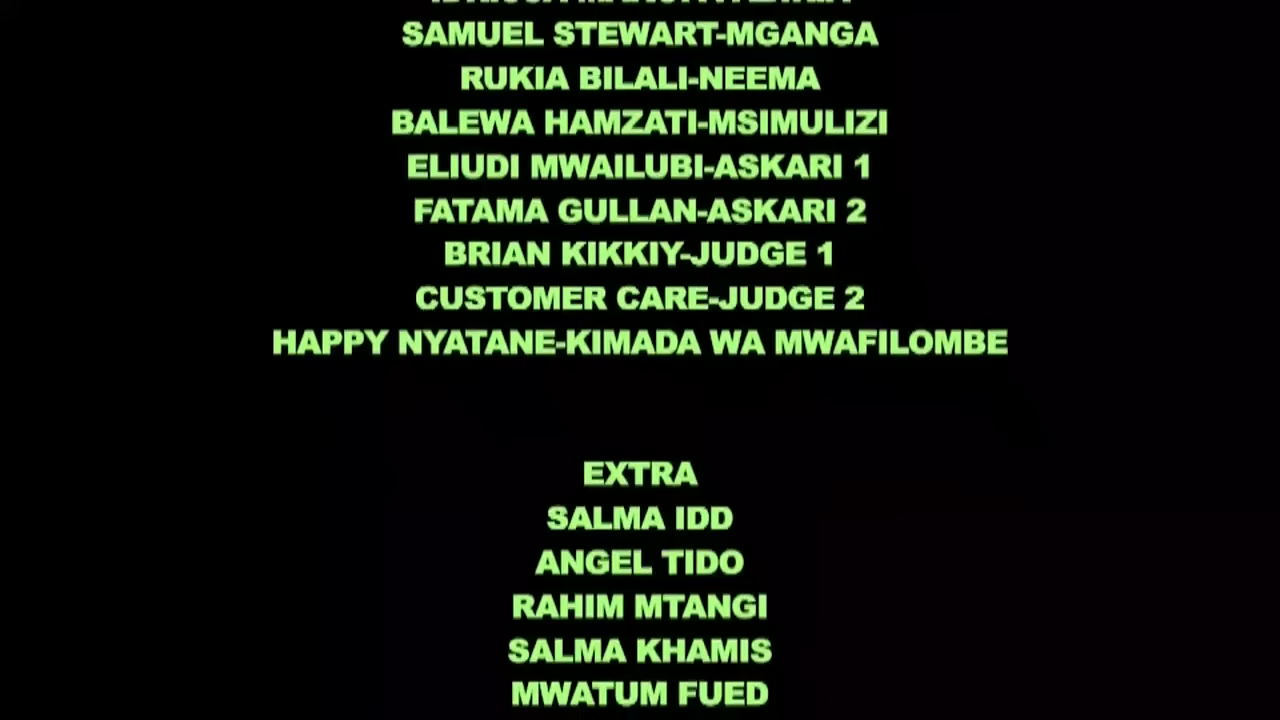 SAMUEL STEWART-MGANGA
RUKIA BILALI-NEEMA
BALEWA HAMZATI-MSIMULIZI
ELIUDI MWAILUBI-ASKARI 1
FATAMA GULLAN-ASKARI 2
BRIAN KIKKIY-JUDGE 1
CUSTOMER CARE-JUDGE 2
HAPPY NYATANE-KIMADA WA MWAFILOMBE
EXTRA
SALMA IDD
ANGEL TIDO
RAHIM MTANGI
SALMA KHAMIS
MWATUM FUED